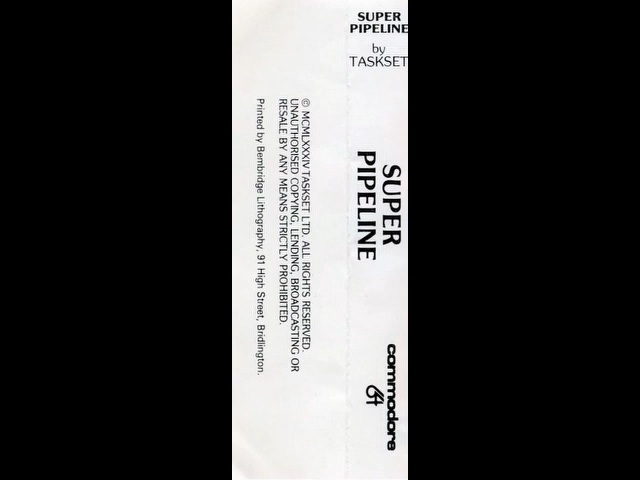 SUPER
PIPELINE
by
TASKSET
SUPER
PIPELINE
commodore
64
© MCMLXXXIV TASKSET LTD. ALL RIGHTS RESERVED.
UNAUTHORISED COPYING, LENDING, BROADCASTING OR
RESALE BY ANY MEANS STRICTLY PROHIBITED.
Printed by Bembridge Lithography, 91 High Street, Bridlington.